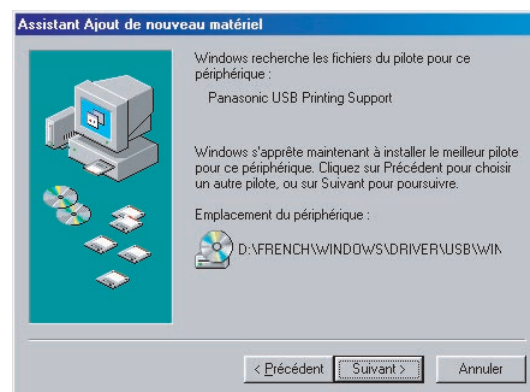 Assistant Ajout de nouveau matériel
Windows recherche les fichiers du pilote pour ce
périphérique :
Panasonic USB Printing Support
Windows s'apprête maintenant à installer le meilleur pilote
pour ce périphérique. Cliquez sur Précédent pour choisir
un autre pilote, ou sur Suivant pour poursuivre.
Emplacement du périphérique :
D:\FRENCH\WINDOWS\DRIVER\USB\WIN
< Précédent Suivant > Annuler